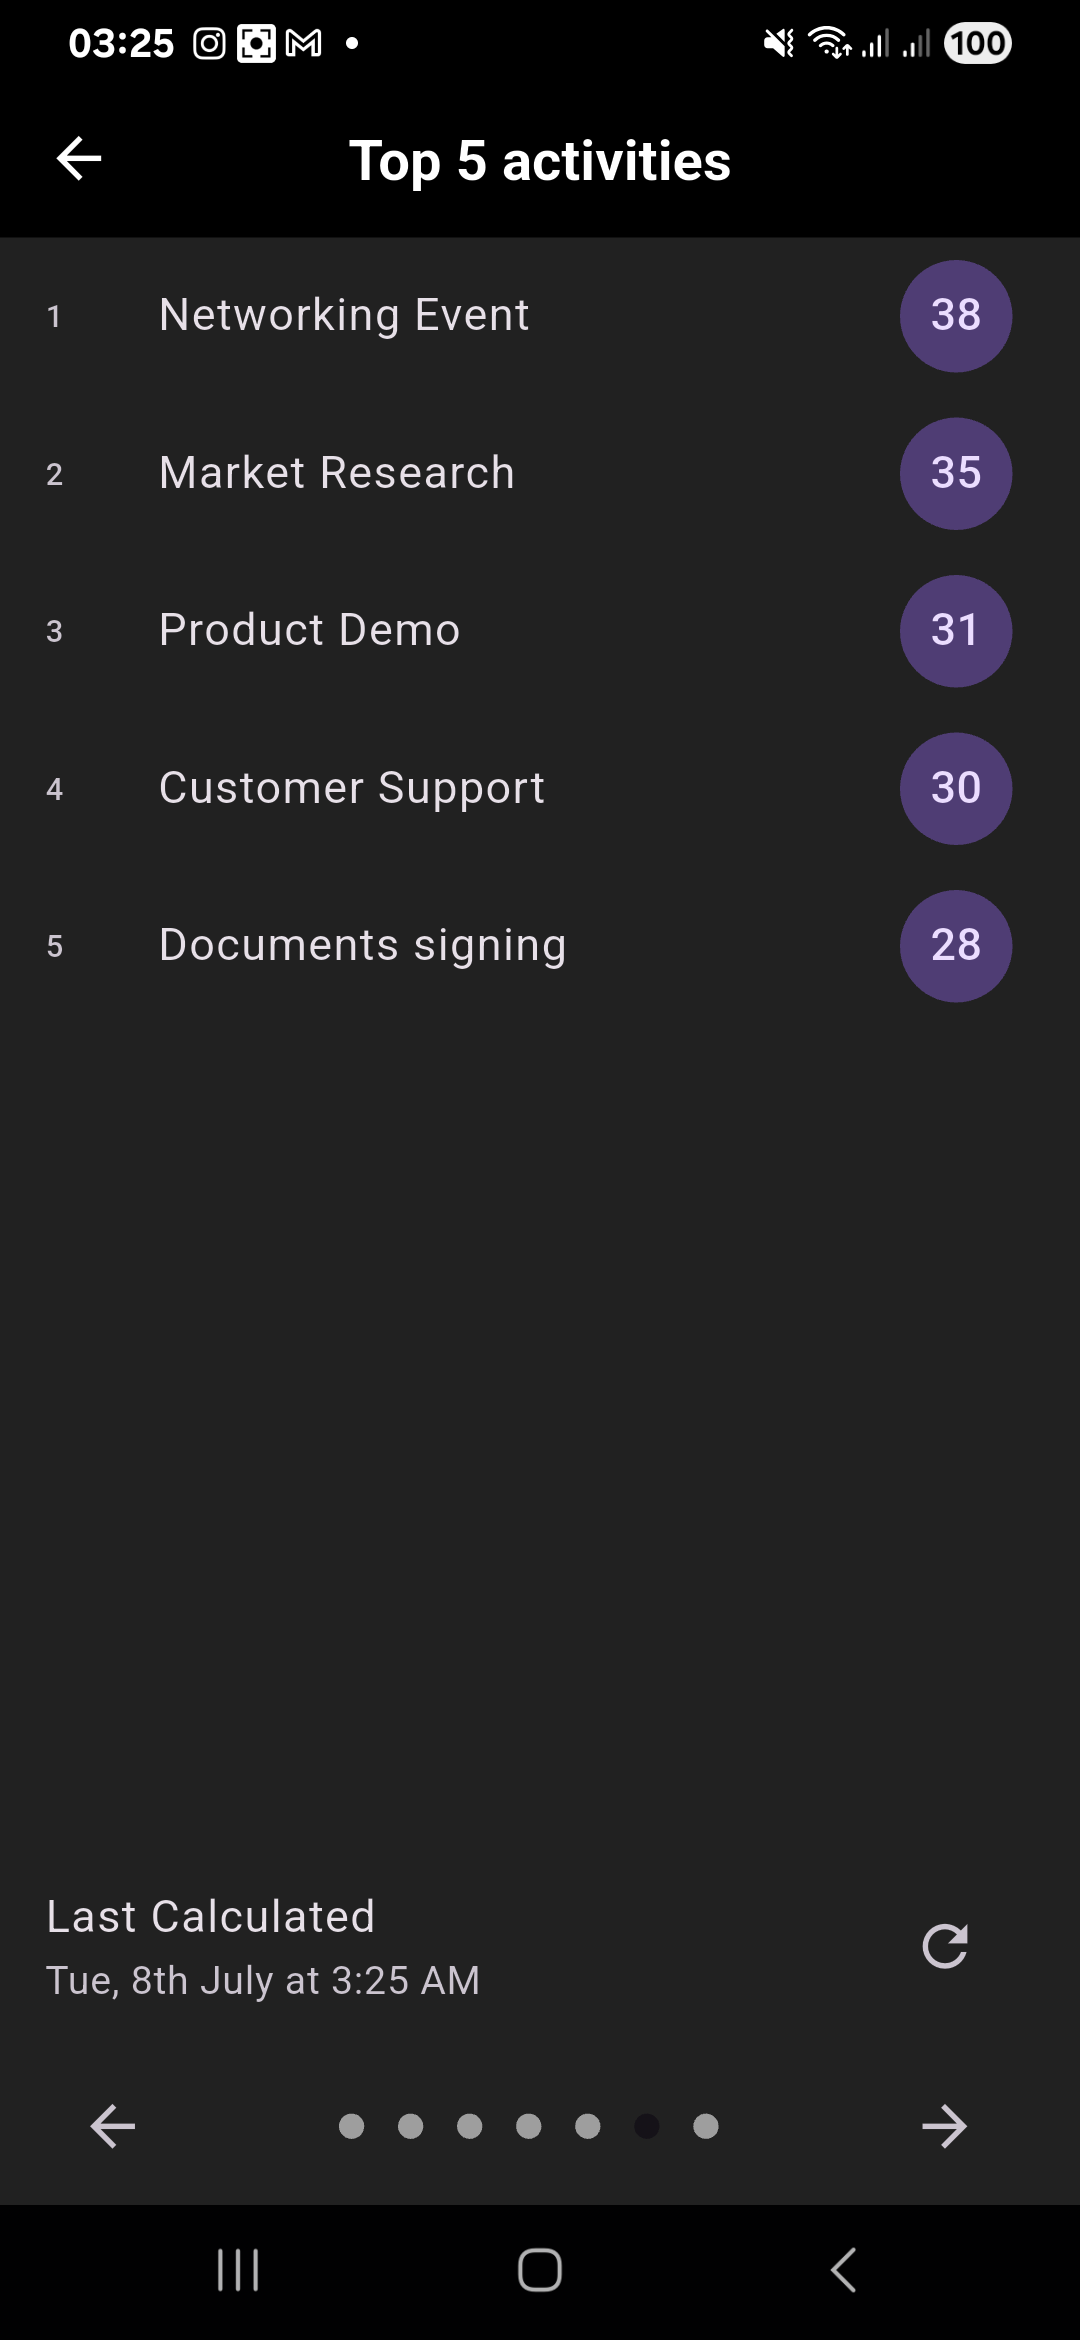 03:25 100
Top 5 activities
1 Networking Event 38
2 Market Research 35
3 Product Demo 31
4 Customer Support 30
5 Documents signing 28
Last Calculated
Tue, 8th July at 3:25 AM